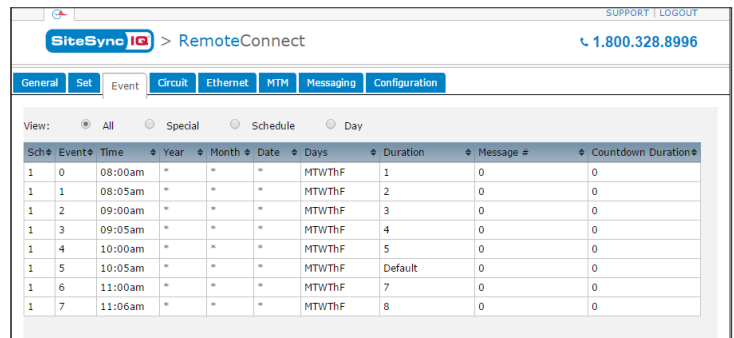 SUPPORT | LOGOUT
SiteSync IQ > RemoteConnect
1.800.328.8996
General Set Event Circuit Ethernet MTM Messaging Configuration
View: All Special Schedule Day
Sch Event Time Year Month Date Days Duration Message # Countdown Duration
1 0 08:00am * * * MTWThF 1 0 0
1 1 08:05am * * * MTWThF 2 0 0
1 2 09:00am * * * MTWThF 3 0 0
1 3 09:05am * * * MTWThF 4 0 0
1 4 10:00am * * * MTWThF 5 0 0
1 5 10:05am * * * MTWThF Default 0 0
1 6 11:00am * * * MTWThF 7 0 0
1 7 11:06am * * * MTWThF 8 0 0